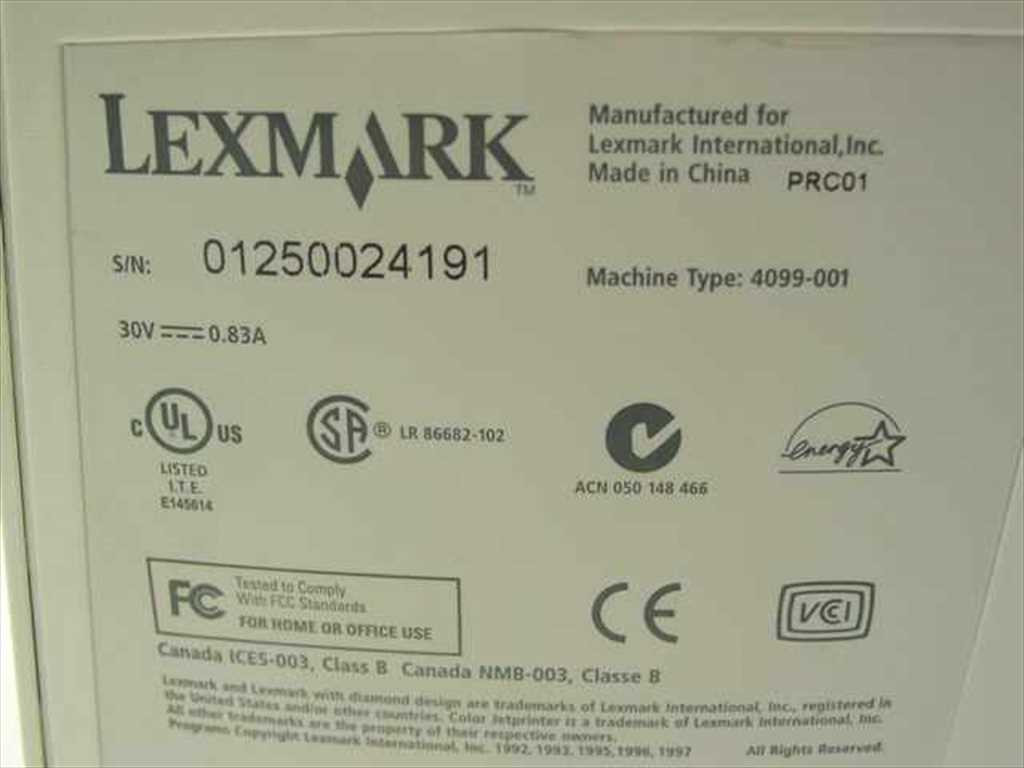 LEXMARK™
Manufactured for
Lexmark International,Inc.
Made in China PRC01
S/N: 01250024191
Machine Type: 4099-001
30V 0.83A
C UL US
LISTED
I.T.E.
E145614
SA ® LR 86682-102
ACN 050 148 466
energy
FC Tested to Comply
With FCC Standards
FOR HOME OR OFFICE USE
CE
VCCI
Canada ICES-003, Class B Canada NMB-003, Classe B
Lexmark and Lexmark with diamond design are trademarks of Lexmark International, Inc., registered in
the United States and/or other countries. Color Jetprinter is a trademark of Lexmark International, Inc.
All other trademarks are the property of their respective owners.
Programs Copyright Lexmark International, Inc. 1992, 1993, 1995, 1996, 1997 All Rights Reserved.